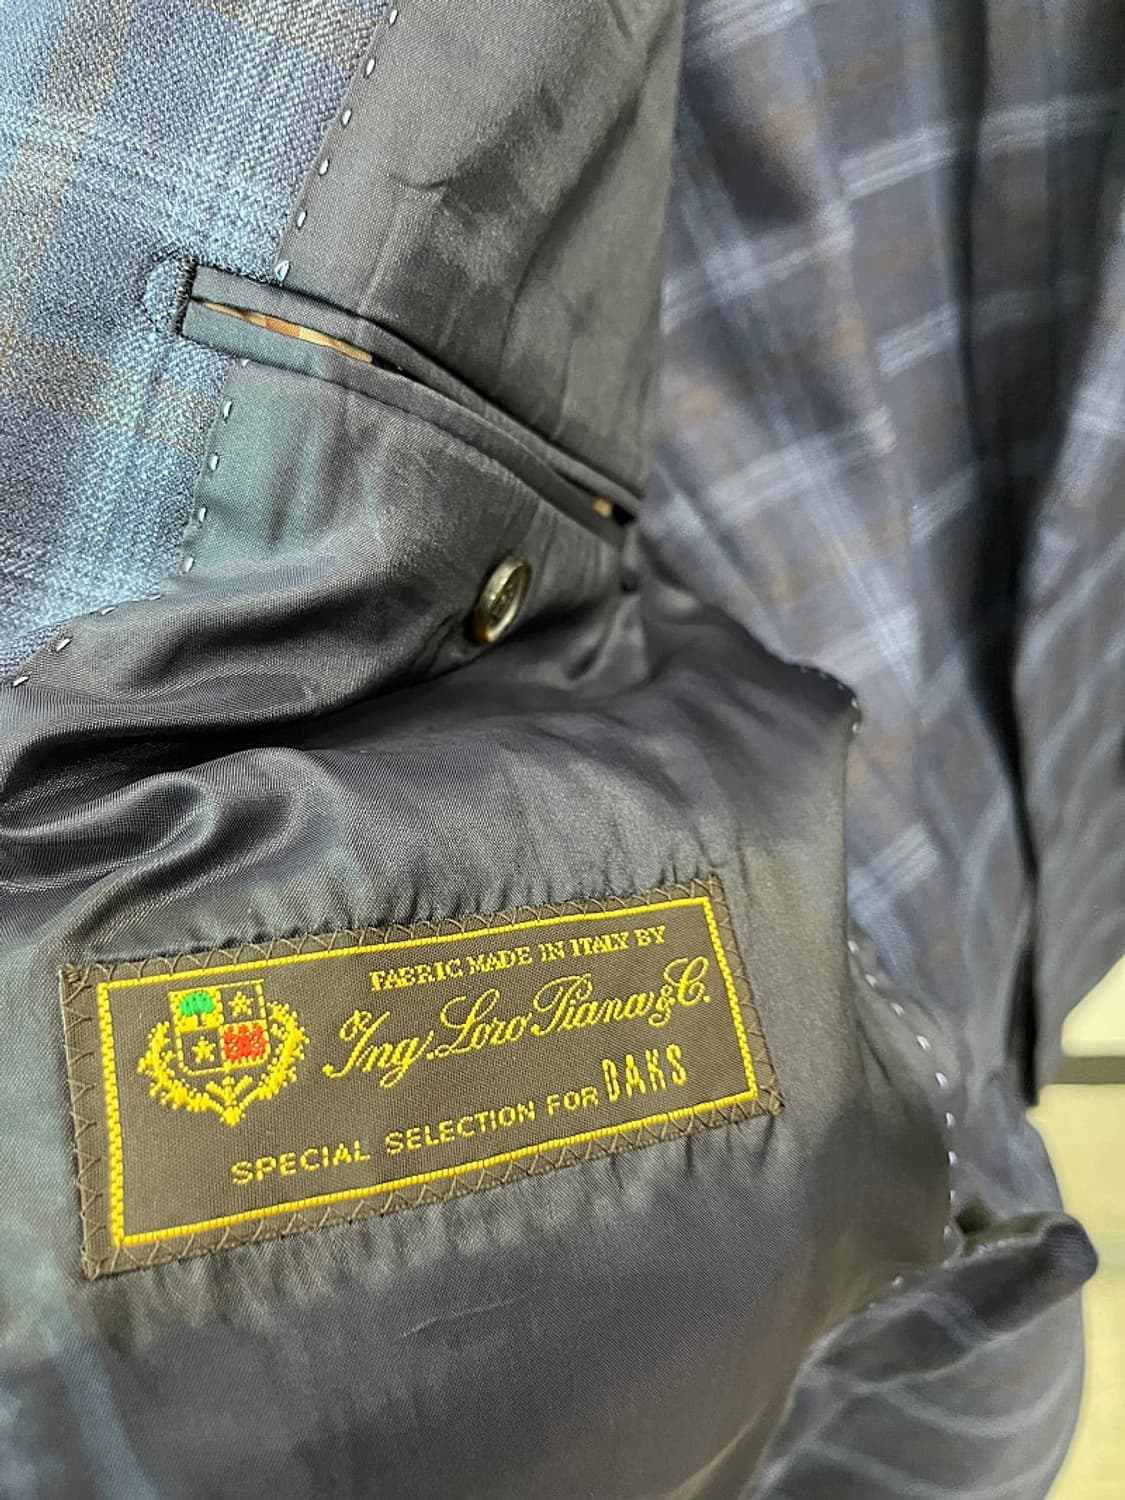 FABRIC MADE IN ITALY BY
Ing. Loro Piana & C.
SPECIAL SELECTION FOR DAKS